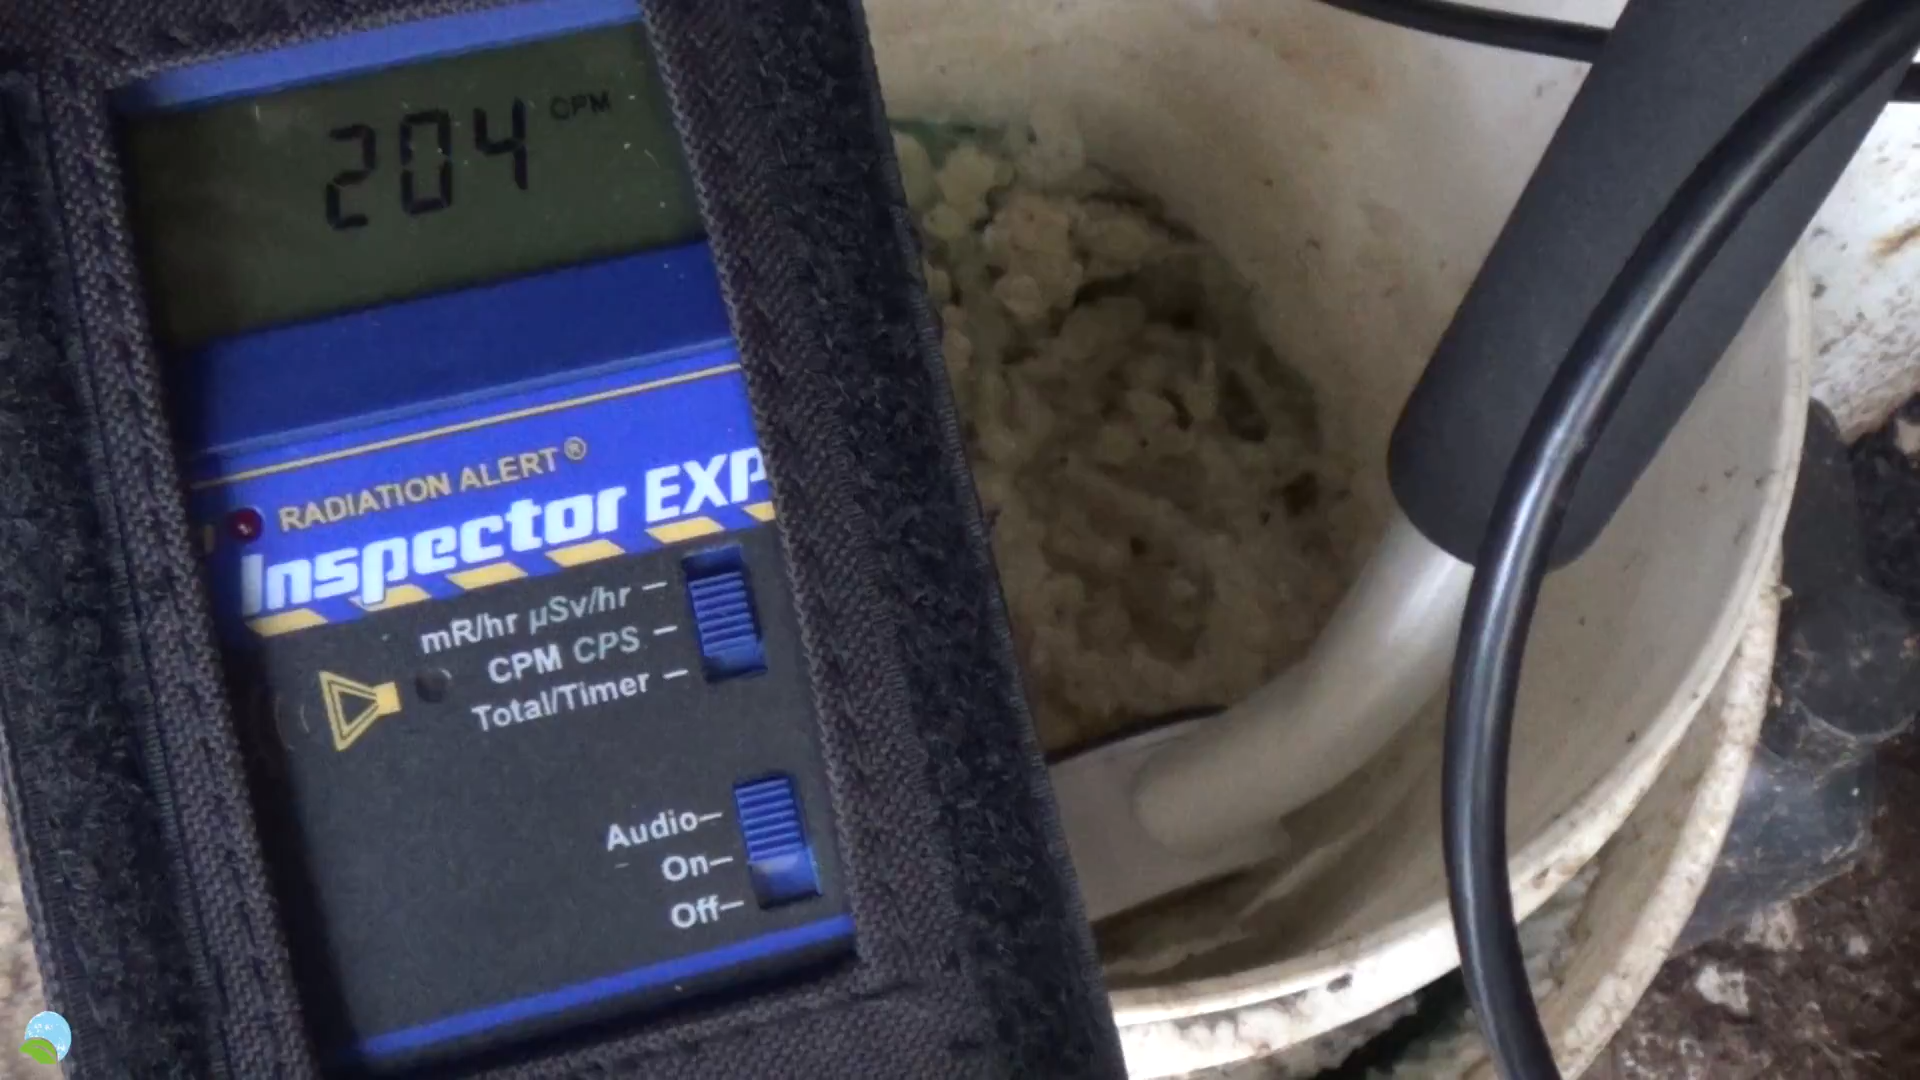 204 CPM
RADIATION ALERT®
Inspector EXP
mR/hr µSv/hr
CPM CPS
Total/Timer
Audio
On
Off